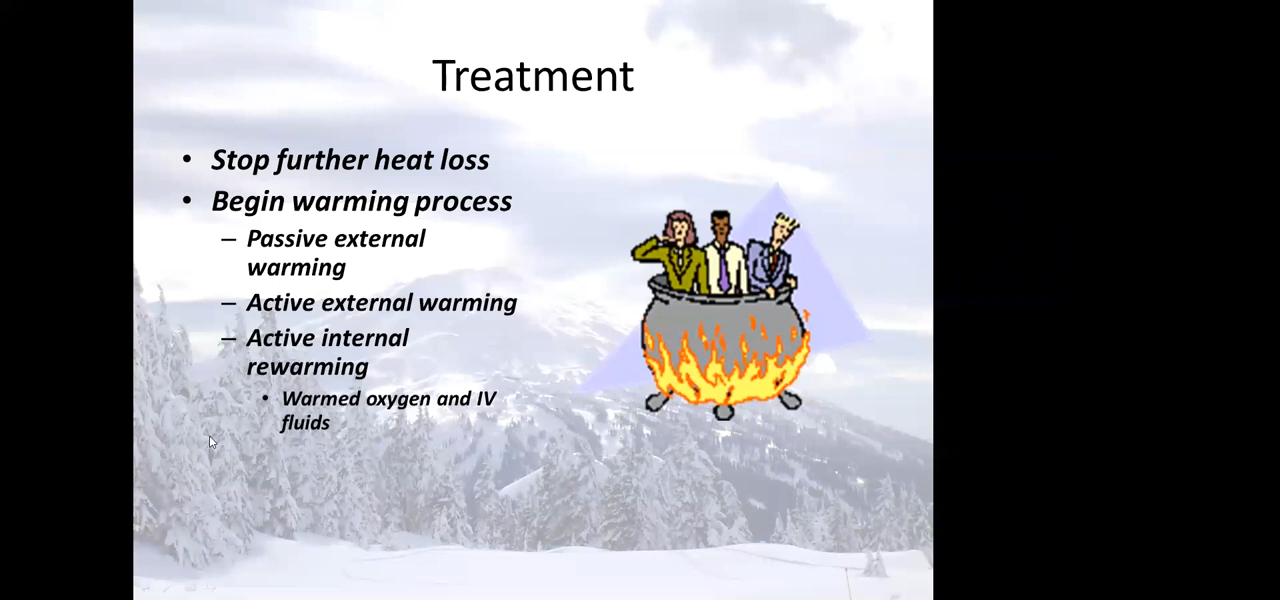 Treatment
• Stop further heat loss
• Begin warming process
– Passive external
warming
– Active external warming
– Active internal
rewarming
• Warmed oxygen and IV
fluids